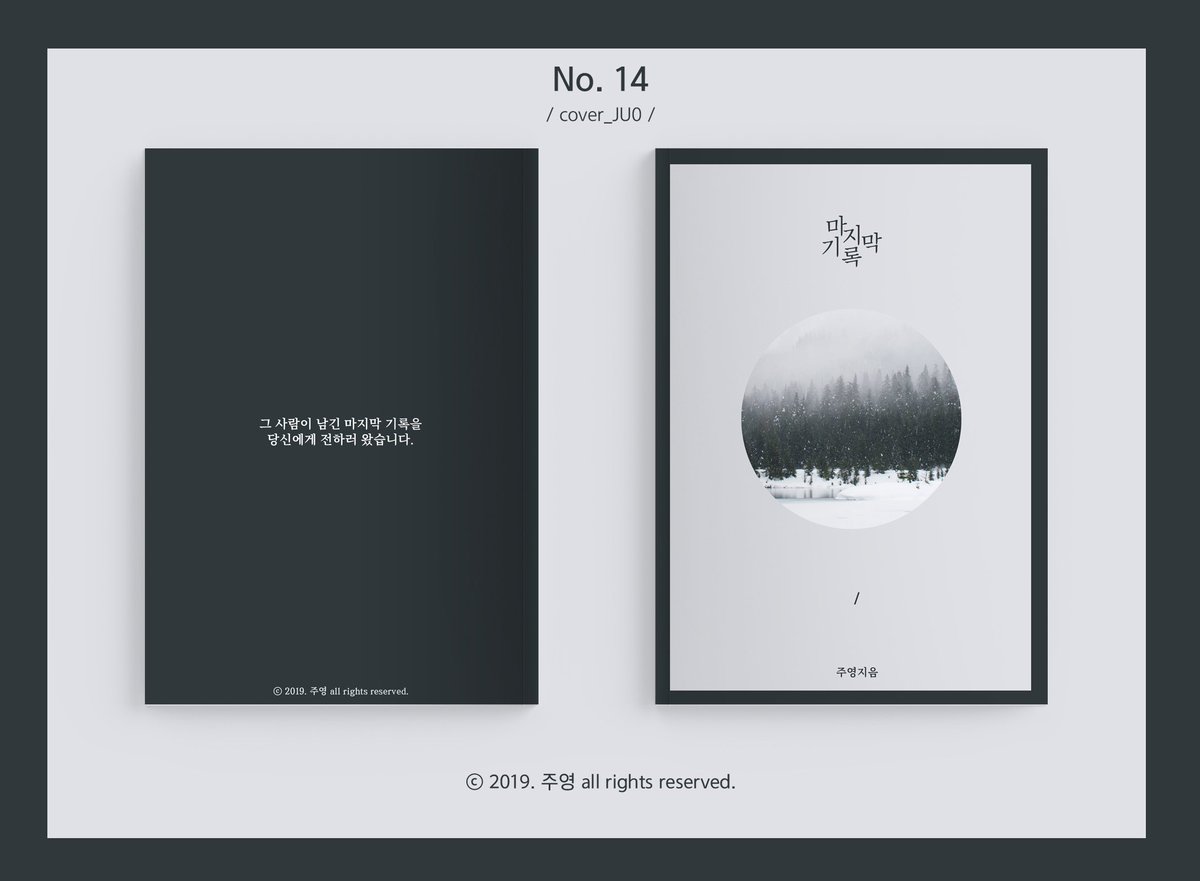 No. 14
/ cover_JU0 /
그 사람이 남긴 마지막 기록을
당신에게 전하러 왔습니다.
ⓒ 2019. 주영 all rights reserved.
마지막
기록
/
주영지음
ⓒ 2019. 주영 all rights reserved.